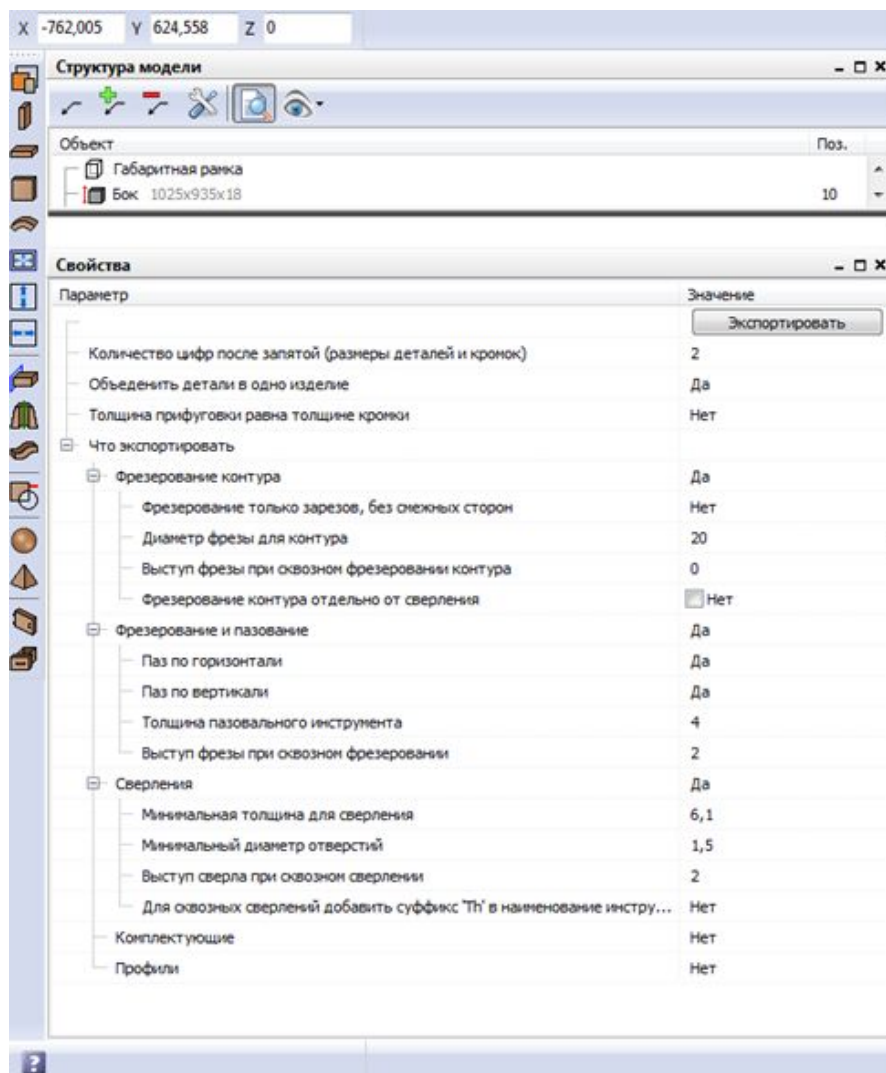 X -762,005 Y 624,558 Z 0
Структура модели
Объект Поз.
Габаритная рамка
Бок 1025x935x18 10
Свойства
Параметр Значение
Экспортировать
Количество цифр после запятой (размеры деталей и кромок) 2
Объеденить детали в одно изделие Да
Толщина прифуговки равна толщине кромки Нет
Что экспортировать
Фрезерование контура Да
Фрезерование только зарезов, без смежных сторон Нет
Диаметр фрезы для контура 20
Выступ фрезы при сквозном фрезеровании контура 0
Фрезерование контура отдельно от сверления Нет
Фрезерование и пазование Да
Паз по горизонтали Да
Паз по вертикали Да
Толщина пазовального инструмента 4
Выступ фрезы при сквозном фрезеровании 2
Сверления Да
Минимальная толщина для сверления 6,1
Минимальный диаметр отверстий 1,5
Выступ сверла при сквозном сверлении 2
Для сквозных сверлений добавить суффикс 'Th' в наименование инстру... Нет
Комплектующие Нет
Профили Нет
?